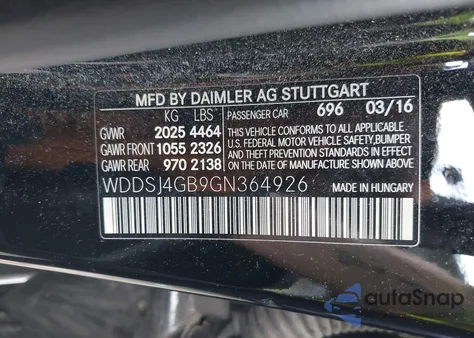 MFD BY DAIMLER AG STUTTGART
KG LBS PASSENGER CAR 696 03/16
GVWR 2025 4464 THIS VEHICLE CONFORMS TO ALL APPLICABLE
GAWR FRONT 1055 2326 U.S. FEDERAL MOTOR VEHICLE SAFETY, BUMPER
GAWR REAR 970 2138 AND THEFT PREVENTION STANDARDS IN EFFECT
ON THE DATE OF MANUFACTURE SHOWN ABOVE.
WDDSJ4GB9GN364926 MADE IN HUNGARY
autoSnap